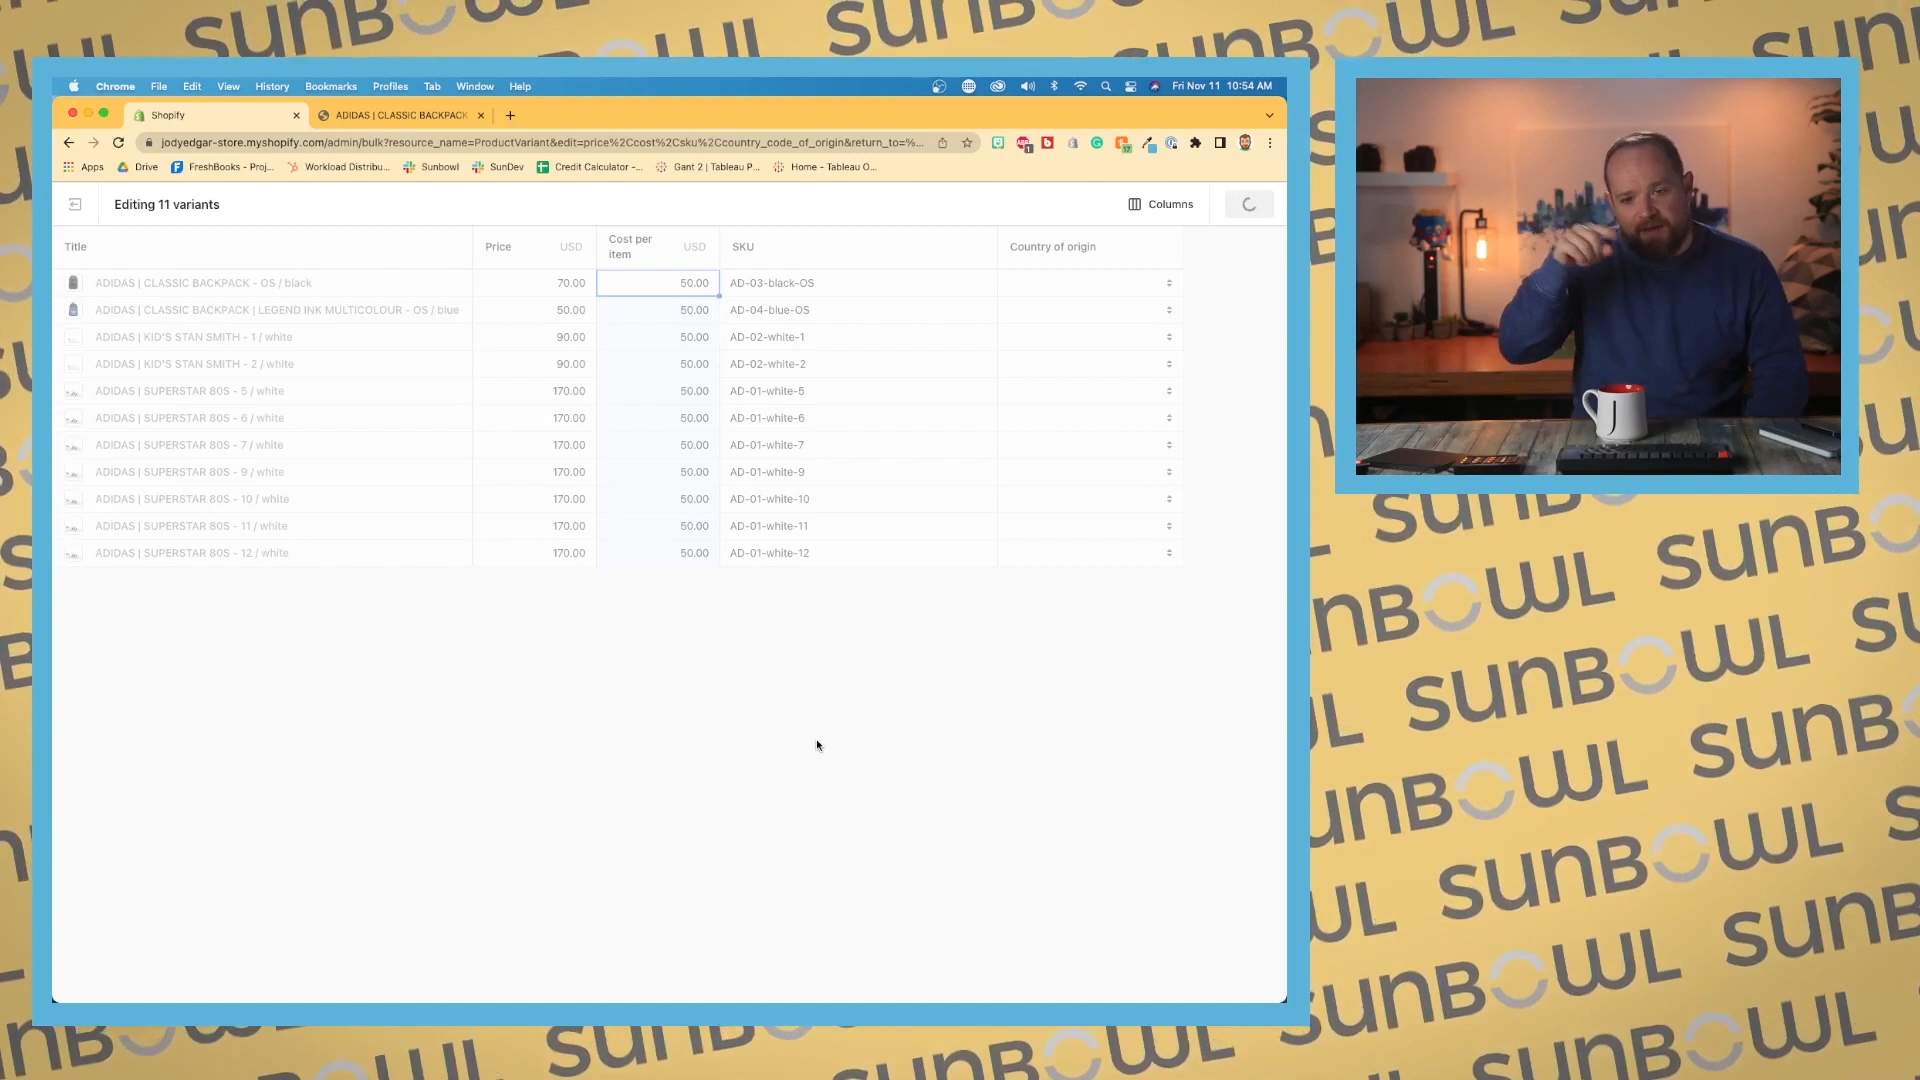 Chrome File Edit View History Bookmarks Profiles Tab Window Help Fri Nov 11 10:54 AM
Shopify ADIDAS | CLASSIC BACKPACK
jodyedgar-store.myshopify.com/admin/bulk?resource_name=ProductVariant&edit=price%2Ccost%2Csku%2Ccountry_code_of_origin&return_to=%...
Apps Drive FreshBooks - Proj... Workload Distribu... Sunbowl SunDev Credit Calculator -... Gant 2 | Tableau P... Home - Tableau O...
Editing 11 variants Columns
Title Price USD Cost per item USD SKU Country of origin
ADIDAS | CLASSIC BACKPACK - OS / black 70.00 50.00 AD-03-black-OS
ADIDAS | CLASSIC BACKPACK | LEGEND INK MULTICOLOUR - OS / blue 50.00 50.00 AD-04-blue-OS
ADIDAS | KID'S STAN SMITH - 1 / white 90.00 50.00 AD-02-white-1
ADIDAS | KID'S STAN SMITH - 2 / white 90.00 50.00 AD-02-white-2
ADIDAS | SUPERSTAR 80S - 5 / white 170.00 50.00 AD-01-white-5
ADIDAS | SUPERSTAR 80S - 6 / white 170.00 50.00 AD-01-white-6
ADIDAS | SUPERSTAR 80S - 7 / white 170.00 50.00 AD-01-white-7
ADIDAS | SUPERSTAR 80S - 9 / white 170.00 50.00 AD-01-white-9
ADIDAS | SUPERSTAR 80S - 10 / white 170.00 50.00 AD-01-white-10
ADIDAS | SUPERSTAR 80S - 11 / white 170.00 50.00 AD-01-white-11
ADIDAS | SUPERSTAR 80S - 12 / white 170.00 50.00 AD-01-white-12
J
sunBOWL